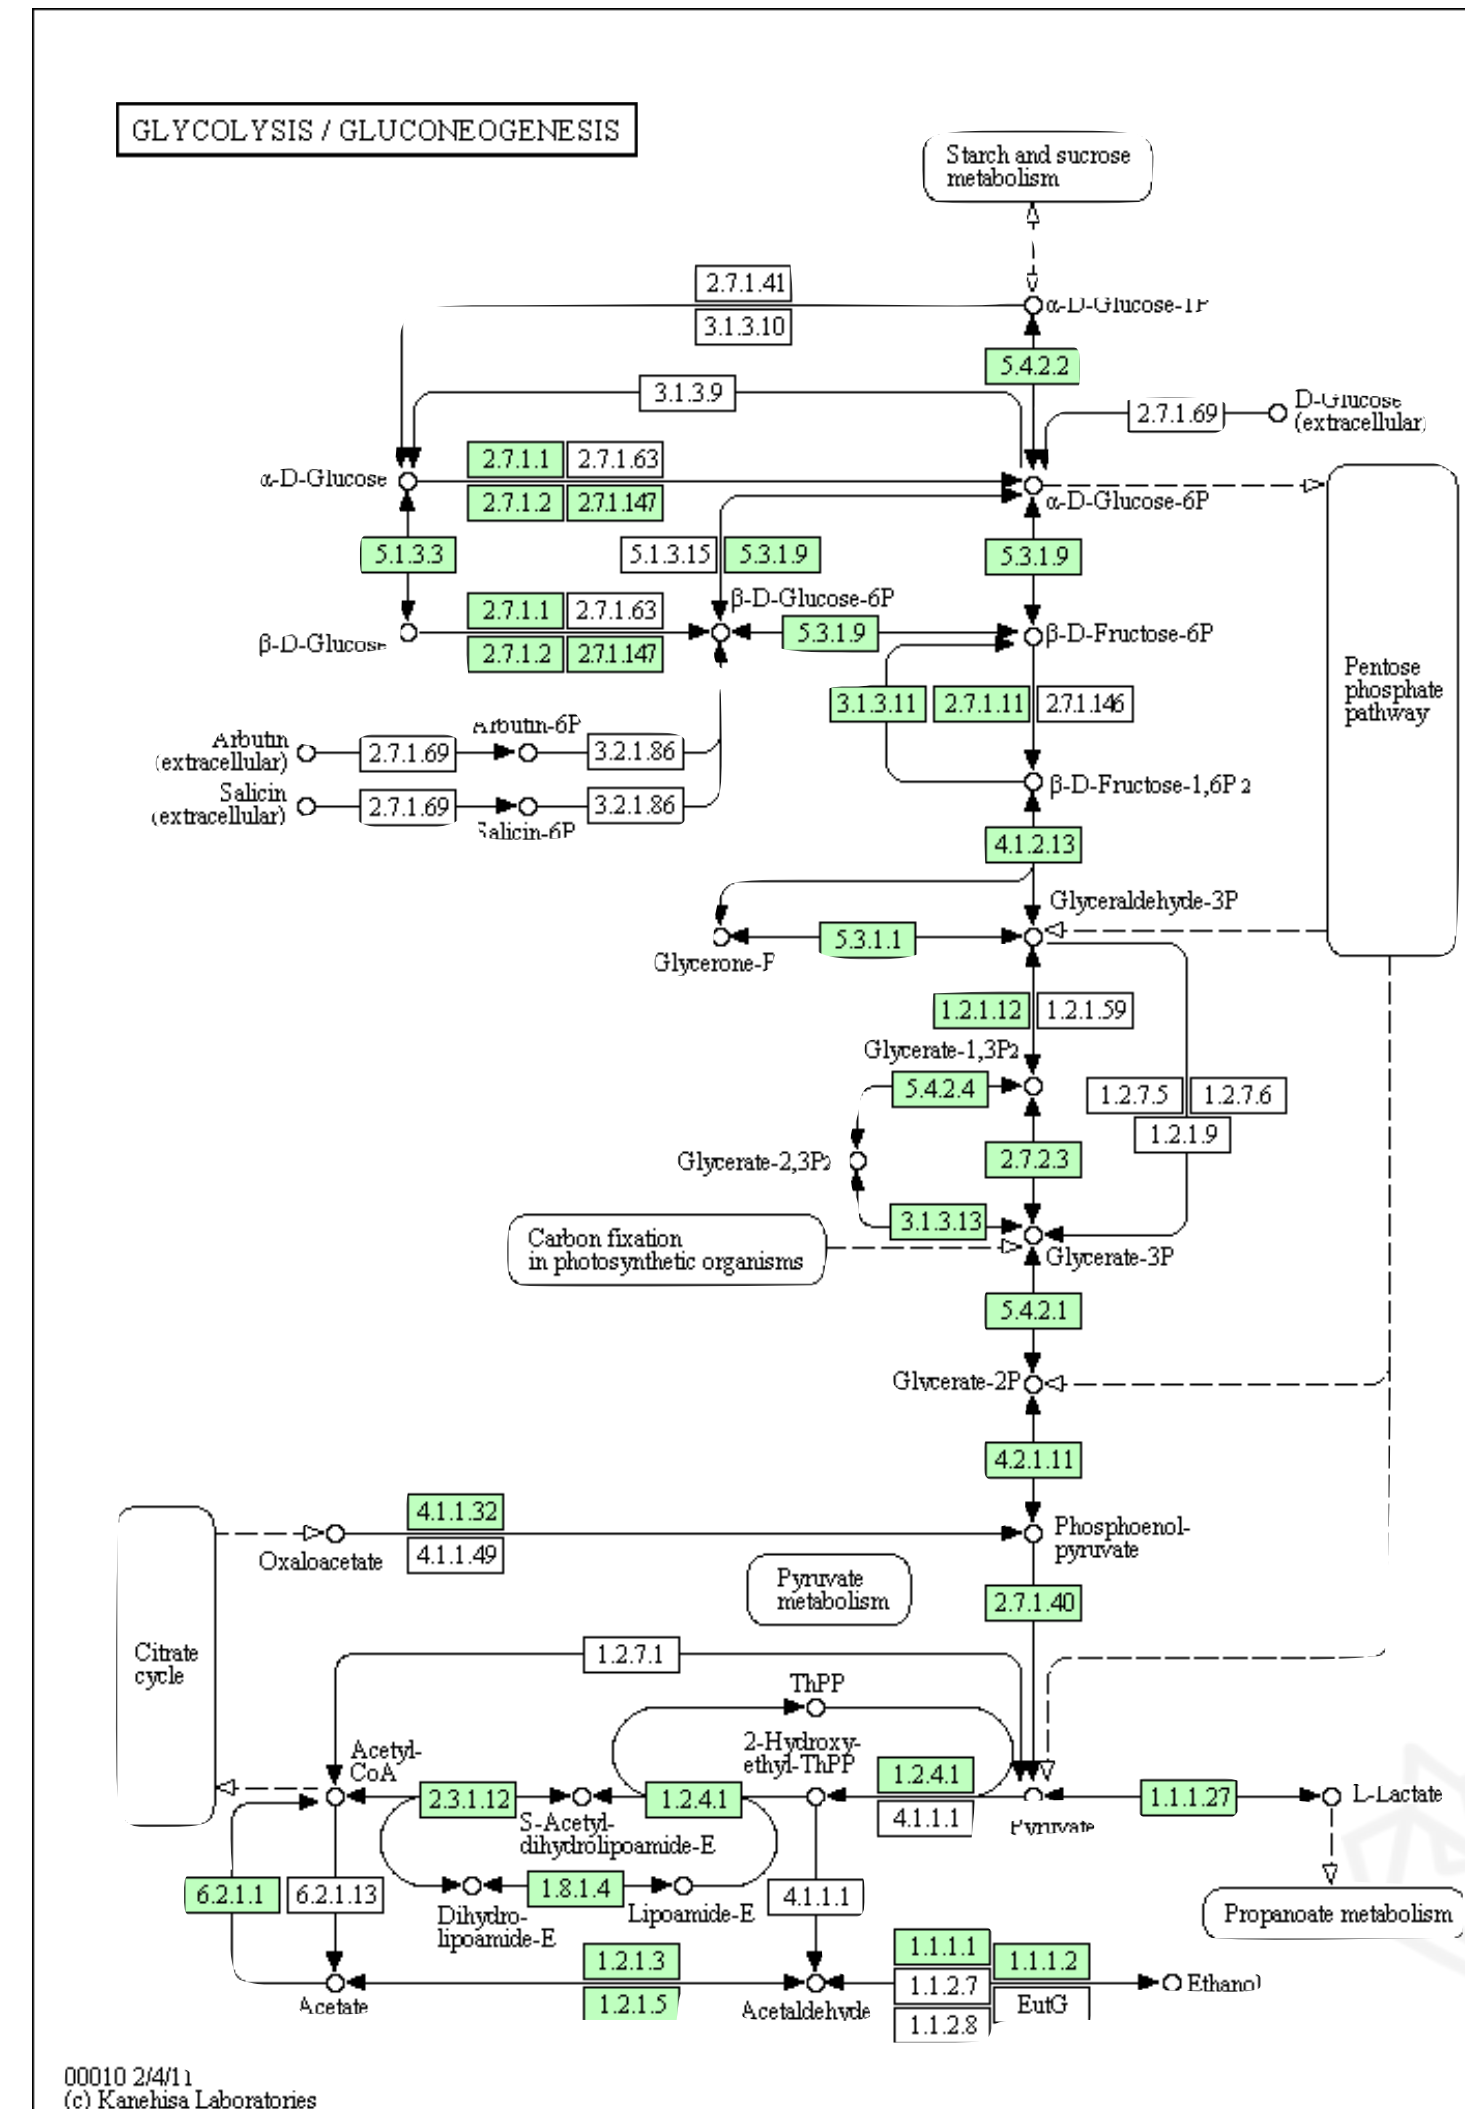 GLYCOLYSIS / GLUCONEOGENESIS
Starch and sucrose
metabolism
2.7.1.41
α-D-Glucose-1P
3.1.3.10
5.4.2.2
3.1.3.9
D-Glucose
(extracellular)
2.7.1.69
2.7.1.1
2.7.1.63
α-D-Glucose
2.7.1.2
2.7.1.147
α-D-Glucose-6P
5.1.3.3
5.1.3.15
5.3.1.9
5.3.1.9
β-D-Glucose-6P
2.7.1.1
2.7.1.63
β-D-Glucose
5.3.1.9
β-D-Fructose-6P
2.7.1.2
2.7.1.147
Pentose
phosphate
pathway
3.1.3.11
2.7.1.11
2.7.1.146
Arbutin
(extracellular)
2.7.1.69
Arbutin-6P
3.2.1.86
β-D-Fructose-1,6P2
Salicin
(extracellular)
2.7.1.69
Salicin-6P
3.2.1.86
4.1.2.13
Glyceraldehyde-3P
5.3.1.1
Glycerone-P
1.2.1.12
1.2.1.59
Glycerate-1,3P2
5.4.2.4
1.2.7.5
1.2.7.6
1.2.1.9
Glycerate-2,3P2
2.7.2.3
3.1.3.13
Carbon fixation
in photosynthetic organisms
Glycerate-3P
5.4.2.1
Glycerate-2P
4.2.1.11
4.1.1.32
Oxaloacetate
4.1.1.49
Phosphoenol-
pyruvate
Pyruvate
metabolism
2.7.1.40
Citrate
cycle
1.2.7.1
ThPP
Acetyl-
CoA
2-Hydroxy-
ethyl-ThPP
1.2.4.1
2.3.1.12
1.2.4.1
1.1.1.27
L-Lactate
S-Acetyl-
dihydrolipoamide-E
4.1.1.1
Pyruvate
6.2.1.1
6.2.1.13
1.8.1.4
4.1.1.1
Dihydro-
lipoamide-E
Lipoamide-E
Propanoate metabolism
1.2.1.3
1.1.1.1
1.1.1.2
1.1.2.7
Ethanol
Acetate
1.2.1.5
Acetaldehyde
EutG
1.1.2.8
00010 2/4/11
(c) Kanehisa Laboratories